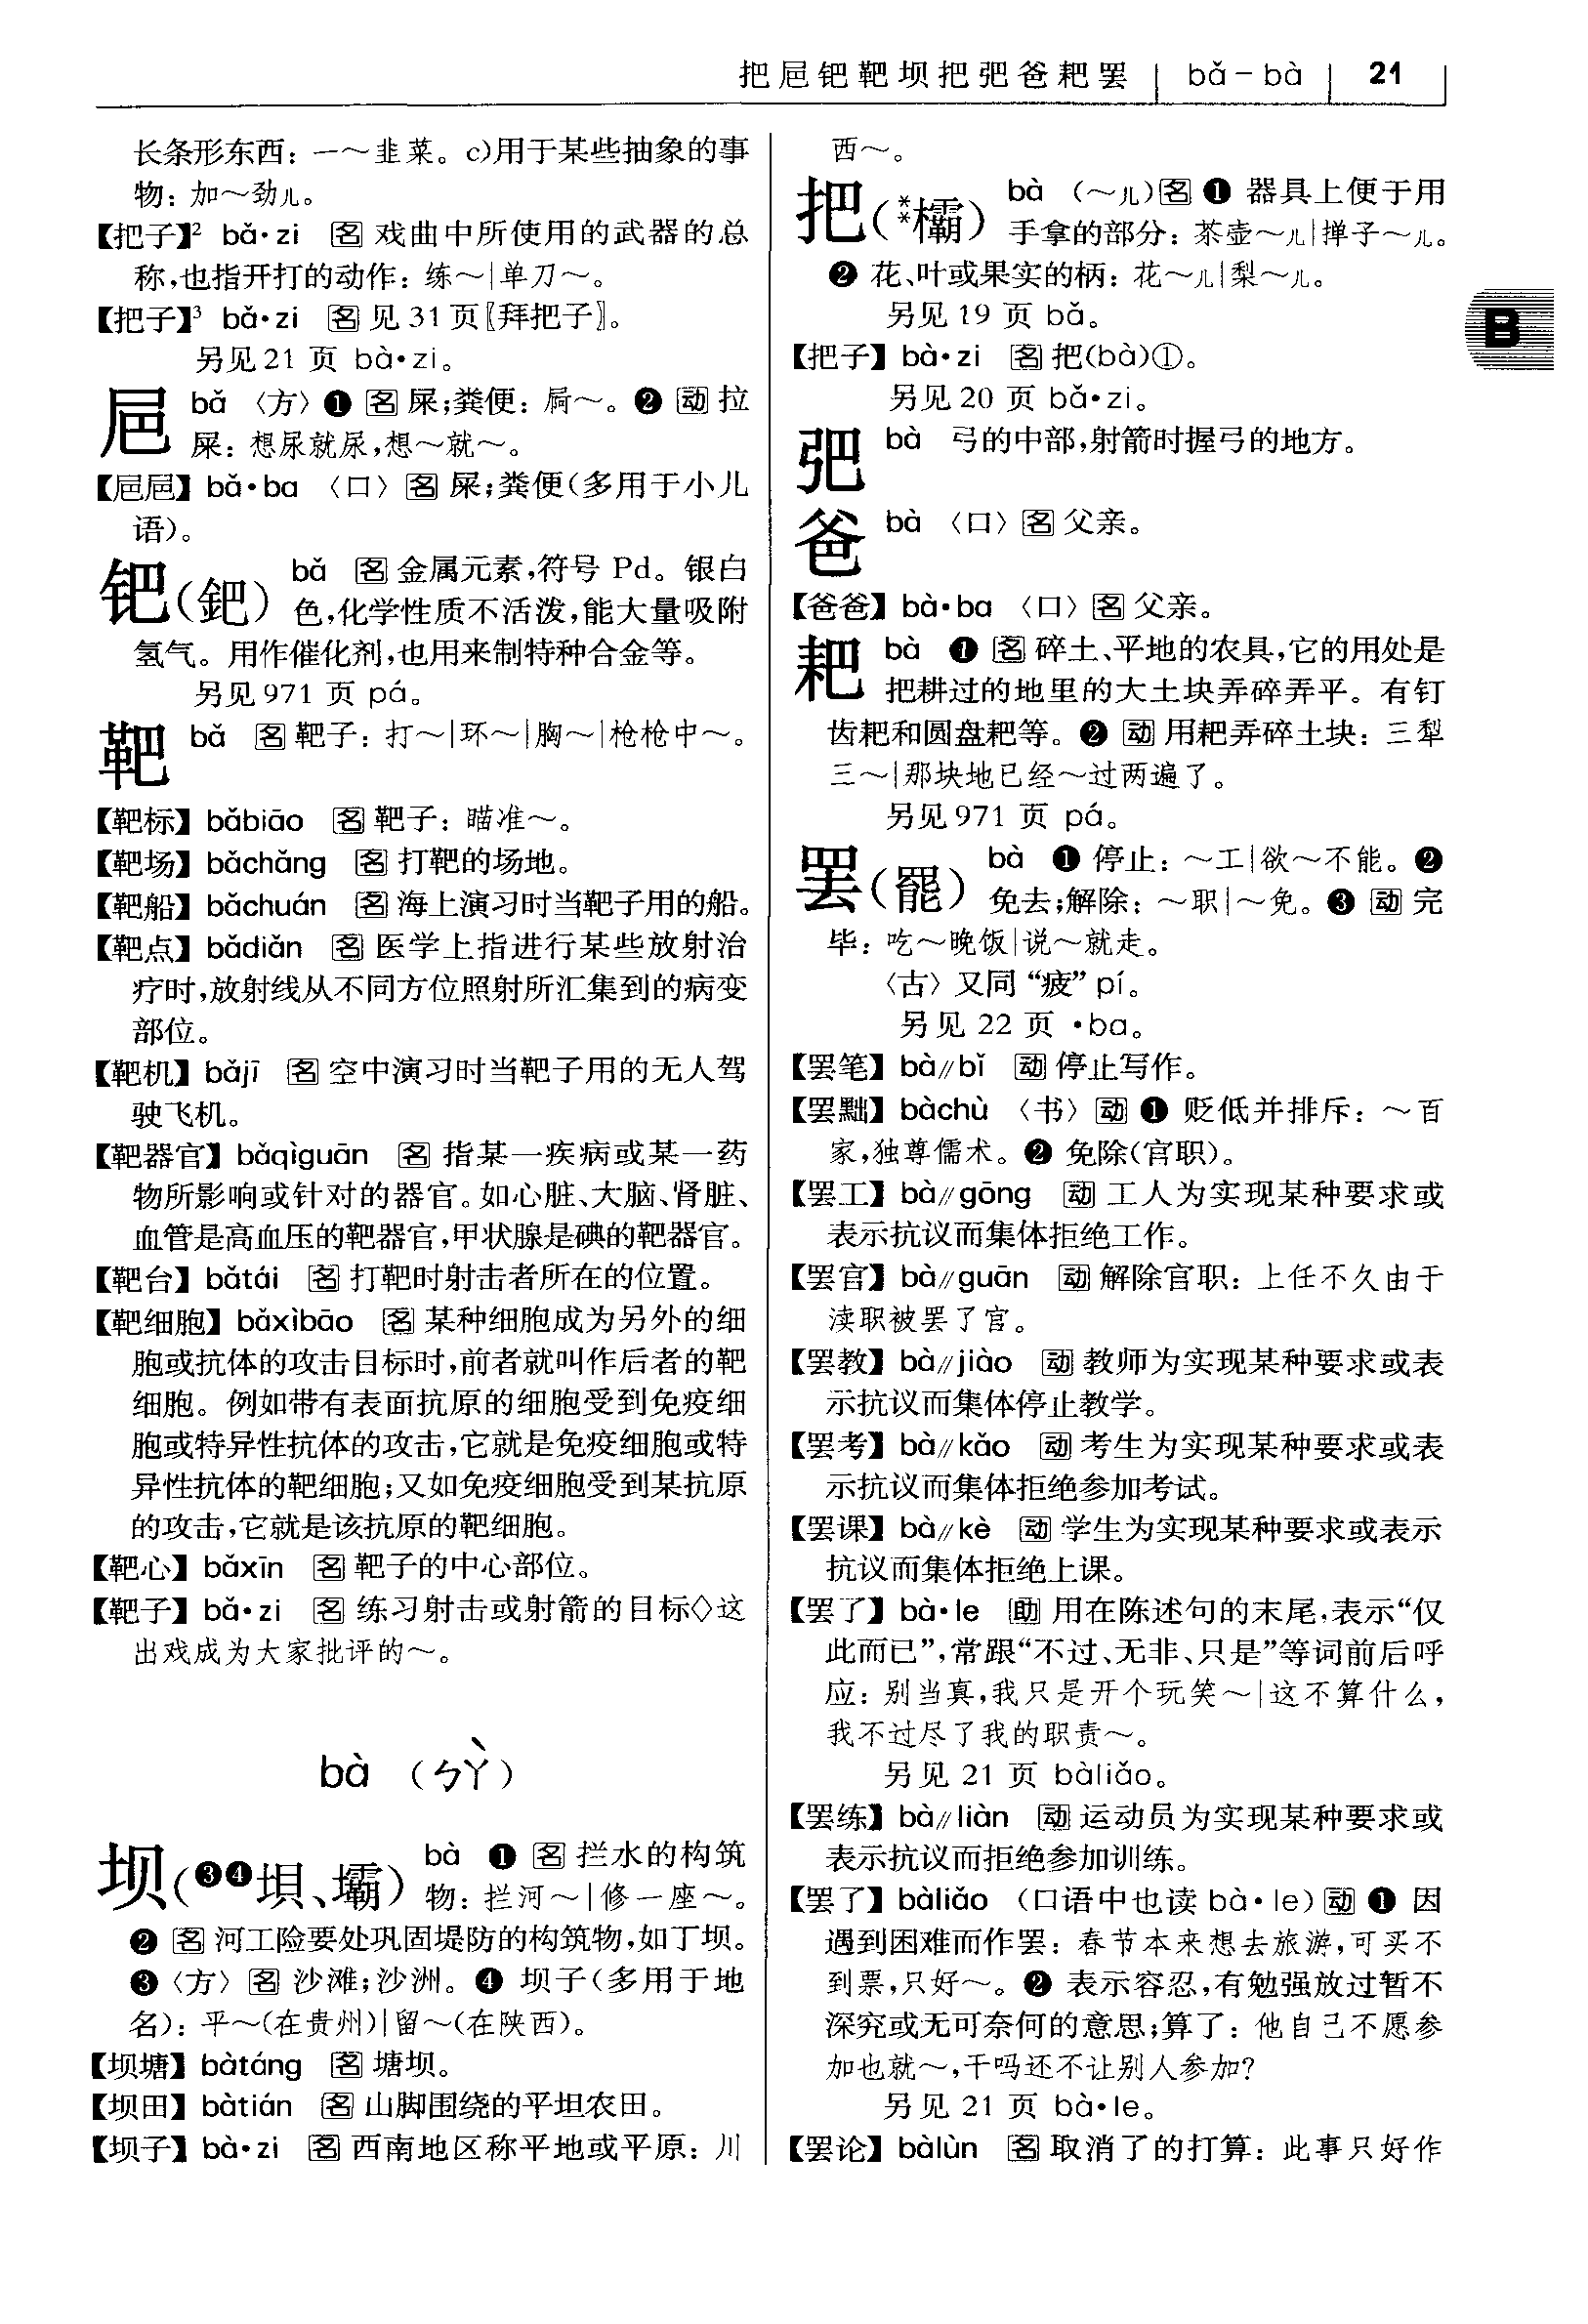 把㞎钯靶坝把弝爸耙罢 bǎ－bà 21
长条形东西：一～韭菜。c)用于某些抽象的事
物：加～劲儿。
【把子】² bǎ·zi 名 戏曲中所使用的武器的总
称，也指开打的动作：练～|单刀～。
【把子】³ bǎ·zi 名 见31页〖拜把子〗。
另见21 页 bà·zi。
㞎 bǎ 〈方〉❶ 名 屎；粪便：屙～。❷ 动 拉
屎：想尿就尿，想～就～。
【㞎㞎】bǎ·ba 〈口〉名 屎；粪便（多用于小儿
语）。
钯（鈀） bǎ 名 金属元素，符号 Pd。银白
色，化学性质不活泼，能大量吸附
氢气。用作催化剂，也用来制特种合金等。
另见971 页 pá。
靶 bǎ 名 靶子：打～|环～|胸～|枪枪中～。
【靶标】bǎbiāo 名 靶子：瞄准～。
【靶场】bǎchǎng 名 打靶的场地。
【靶船】bǎchuán 名 海上演习时当靶子用的船。
【靶点】bǎdiǎn 名 医学上指进行某些放射治
疗时，放射线从不同方位照射所汇集到的病变
部位。
【靶机】bǎjī 名 空中演习时当靶子用的无人驾
驶飞机。
【靶器官】bǎqìguān 名 指某一疾病或某一药
物所影响或针对的器官。如心脏、大脑、肾脏、
血管是高血压的靶器官，甲状腺是碘的靶器官。
【靶台】bǎtái 名 打靶时射击者所在的位置。
【靶细胞】bǎxìbāo 名 某种细胞成为另外的细
胞或抗体的攻击目标时，前者就叫作后者的靶
细胞。例如带有表面抗原的细胞受到免疫细
胞或特异性抗体的攻击，它就是免疫细胞或特
异性抗体的靶细胞；又如免疫细胞受到某抗原
的攻击，它就是该抗原的靶细胞。
【靶心】bǎxīn 名 靶子的中心部位。
【靶子】bǎ·zi 名 练习射击或射箭的目标◇这
出戏成为大家批评的～。
bà （ㄅㄚˋ）
坝（❸❹垻、壩） bà ❶ 名 拦水的构筑
物：拦河～|修一座～。
❷ 名 河工险要处巩固堤防的构筑物，如丁坝。
❸〈方〉名 沙滩；沙洲。❹ 坝子（多用于地
名）：平～（在贵州）|留～（在陕西）。
【坝塘】bàtáng 名 塘坝。
【坝田】bàtián 名 山脚围绕的平坦农田。
【坝子】bà·zi 名 西南地区称平地或平原：川
西～。
把（**欛） bà （～儿）名 ❶ 器具上便于用
手拿的部分：茶壶～儿|掸子～儿。
❷ 花、叶或果实的柄：花～儿|梨～儿。
另见 19 页 bǎ。
【把子】bà·zi 名 把(bà)①。
另见 20 页 bǎ·zi。
弝 bà 弓的中部，射箭时握弓的地方。
爸 bà 〈口〉名 父亲。
【爸爸】bà·ba 〈口〉名 父亲。
耙 bà ❶ 名 碎土、平地的农具，它的用处是
把耕过的地里的大土块弄碎弄平。有钉
齿耙和圆盘耙等。❷ 动 用耙弄碎土块：三犁
三～|那块地已经～过两遍了。
另见971 页 pá。
罢（罷） bà ❶ 停止：～工|欲～不能。❷
免去；解除：～职|～免。❸ 动 完
毕：吃～晚饭|说～就走。
〈古〉又同“疲”pí。
另见 22 页 ·ba。
【罢笔】bà//bǐ 动 停止写作。
【罢黜】bàchù 〈书〉动 ❶ 贬低并排斥：～百
家，独尊儒术。❷ 免除（官职）。
【罢工】bà//gōng 动 工人为实现某种要求或
表示抗议而集体拒绝工作。
【罢官】bà//guān 动 解除官职：上任不久由于
渎职被罢了官。
【罢教】bà//jiào 动 教师为实现某种要求或表
示抗议而集体停止教学。
【罢考】bà//kǎo 动 考生为实现某种要求或表
示抗议而集体拒绝参加考试。
【罢课】bà//kè 动 学生为实现某种要求或表示
抗议而集体拒绝上课。
【罢了】bà·le 助 用在陈述句的末尾，表示“仅
此而已”，常跟“不过、无非、只是”等词前后呼
应：别当真，我只是开个玩笑～|这不算什么，
我不过尽了我的职责～。
另见 21 页 bàliǎo。
【罢练】bà//liàn 动 运动员为实现某种要求或
表示抗议而拒绝参加训练。
【罢了】bàliǎo （口语中也读 bà·le）动 ❶ 因
遇到困难而作罢：春节本来想去旅游，可买不
到票，只好～。❷ 表示容忍，有勉强放过暂不
深究或无可奈何的意思；算了：他自己不愿参
加也就～，干吗还不让别人参加？
另见 21 页 bà·le。
【罢论】bàlùn 名 取消了的打算：此事只好作
B